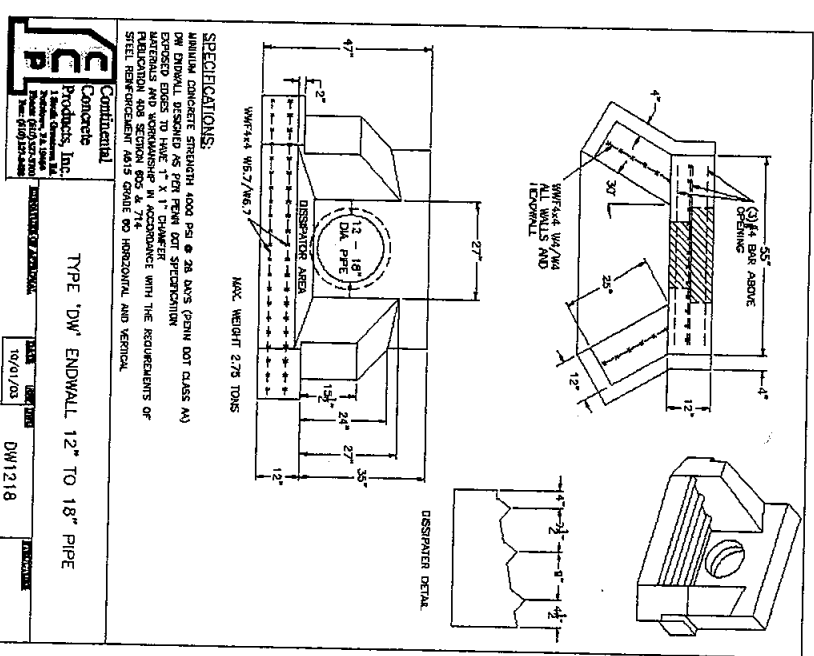 4"
30°
WWF4x4 W4/W4
ALL WALLS AND
HEADWALL
55"
(3)#4 BAR ABOVE
OPENING
4"
12"
25"
12"
47"
2"
27"
12 - 18"
DIA PIPE
DISSIPATOR AREA
WWF4x4 W6.7/W6.7
MAX. WEIGHT 2.75 TONS
15½"
24"
27"
35"
12"
4"
9"
4½"
DISSIPATER DETAIL
SPECIFICATIONS:
MINIMUM CONCRETE STRENGTH 4000 PSI @ 28 DAYS (PENN DOT CLASS AA)
DW ENDWALL DESIGNED AS PER PENN DOT SPECIFICATION
EXPOSED EDGES TO HAVE 1" X 1" CHAMFER
MATERIALS AND WORKMANSHIP IN ACCORDANCE WITH THE REQUIREMENTS OF
PUBLICATION 408 SECTION 605 & 714
STEEL REINFORCEMENT A615 GRADE 60 HORIZONTAL AND VERTICAL
CCP
Continental
Concrete
Products, Inc.
TYPE 'DW' ENDWALL 12" TO 18" PIPE
DATE
10/01/03
DW1218